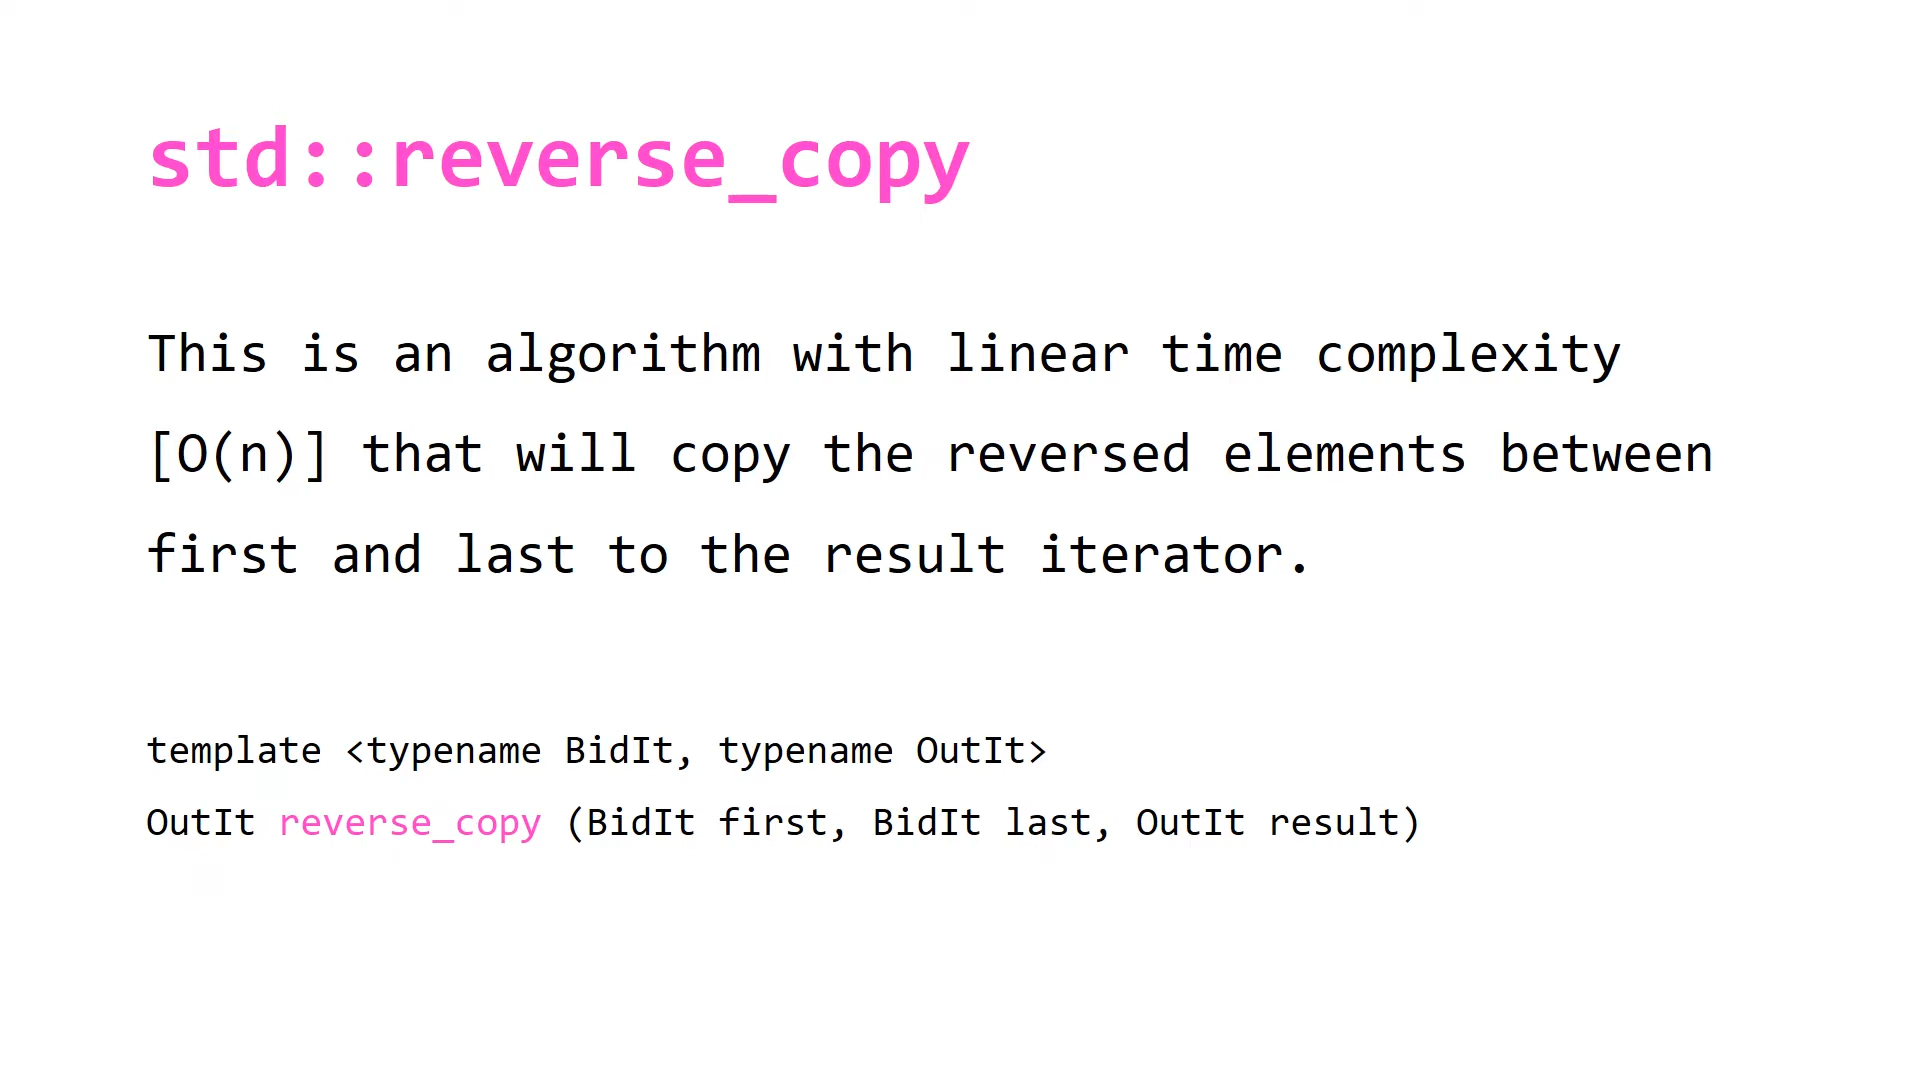 std::reverse_copy
This is an algorithm with linear time complexity
[O(n)] that will copy the reversed elements between
first and last to the result iterator.
template <typename BidIt, typename OutIt>
OutIt reverse_copy (BidIt first, BidIt last, OutIt result)